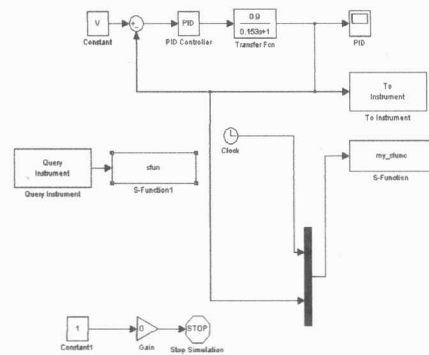 V
Constant
PID
PID Controller
0.9
0.153s+1
Transfer Fcn
PID
To
Instrument
To Instrument
Query
Instrument
Query Instrument
sfun
S-Function1
Clock
my_sfunc
S-Function
1
Constant1
0
Gain
STOP
Stop Simulation